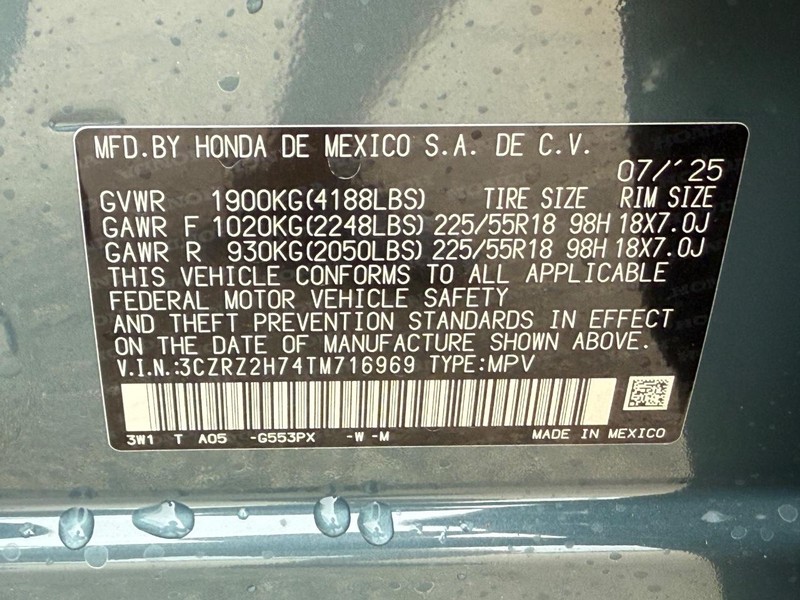 MFD.BY HONDA DE MEXICO S.A. DE C.V.
07/´25
GVWR 1900KG(4188LBS) TIRE SIZE RIM SIZE
GAWR F 1020KG(2248LBS) 225/55R18 98H 18X7.0J
GAWR R 930KG(2050LBS) 225/55R18 98H 18X7.0J
THIS VEHICLE CONFORMS TO ALL APPLICABLE
FEDERAL MOTOR VEHICLE SAFETY
AND THEFT PREVENTION STANDARDS IN EFFECT
ON THE DATE OF MANUFACTURE SHOWN ABOVE.
V.I.N.:3CZRZ2H74TM716969 TYPE:MPV
3W1 T A05 -G553PX -W -M MADE IN MEXICO